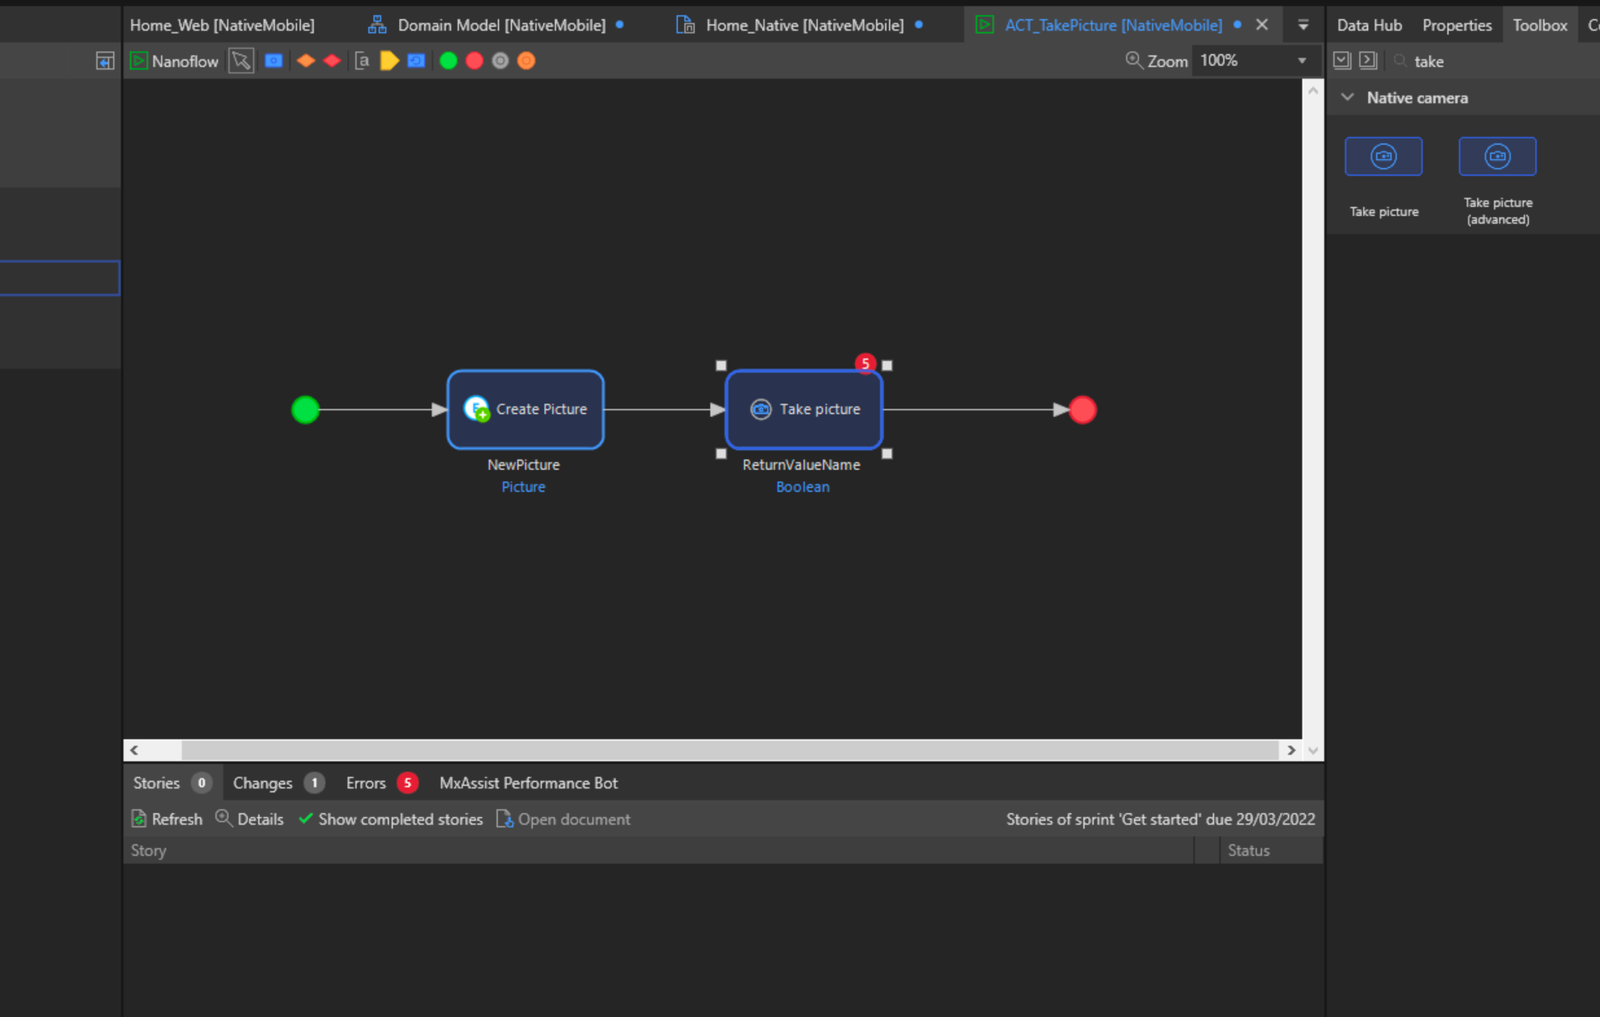 Home_Web [NativeMobile]
Domain Model [NativeMobile]
Home_Native [NativeMobile]
ACT_TakePicture [NativeMobile]
Data Hub
Properties
Toolbox
Nanoflow
[a
Zoom
100%
take
Native camera
Take picture
Take picture
(advanced)
5
Create Picture
Take picture
NewPicture
Picture
ReturnValueName
Boolean
Stories 0
Changes 1
Errors 5
MxAssist Performance Bot
Refresh
Details
Show completed stories
Open document
Stories of sprint 'Get started' due 29/03/2022
Story
Status